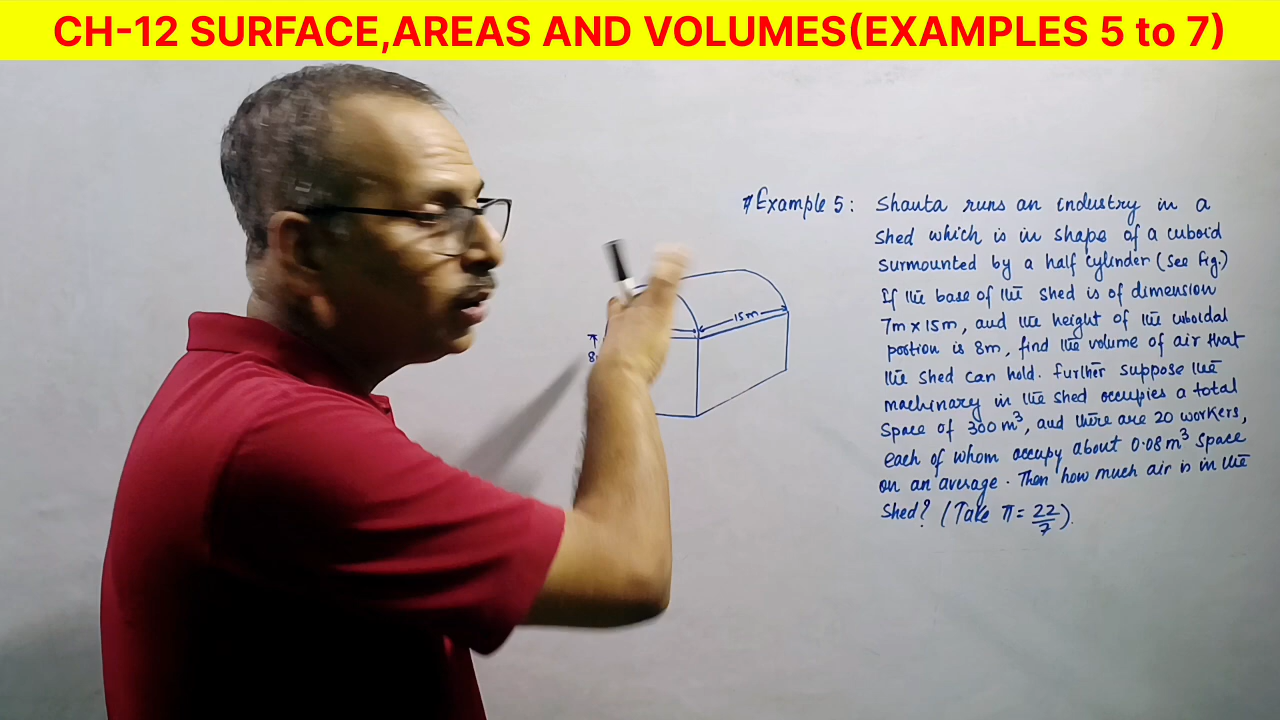 CH-12 SURFACE,AREAS AND VOLUMES(EXAMPLES 5 to 7)
Example 5: Shanta runs an industry in a
shed which is in shape of a cuboid
surmounted by a half cylinder (See fig.)
If the base of the shed is of dimension
7m x 15m, and the height of the cuboidal
portion is 8m, find the volume of air that
the shed can hold. further suppose the
machinary in the shed occupies a total
space of 300 m³, and there are 20 workers,
each of whom occupy about 0.08 m³ space
on an average. Then how much air is in the
shed? (Take π = 22/7).
15m
8